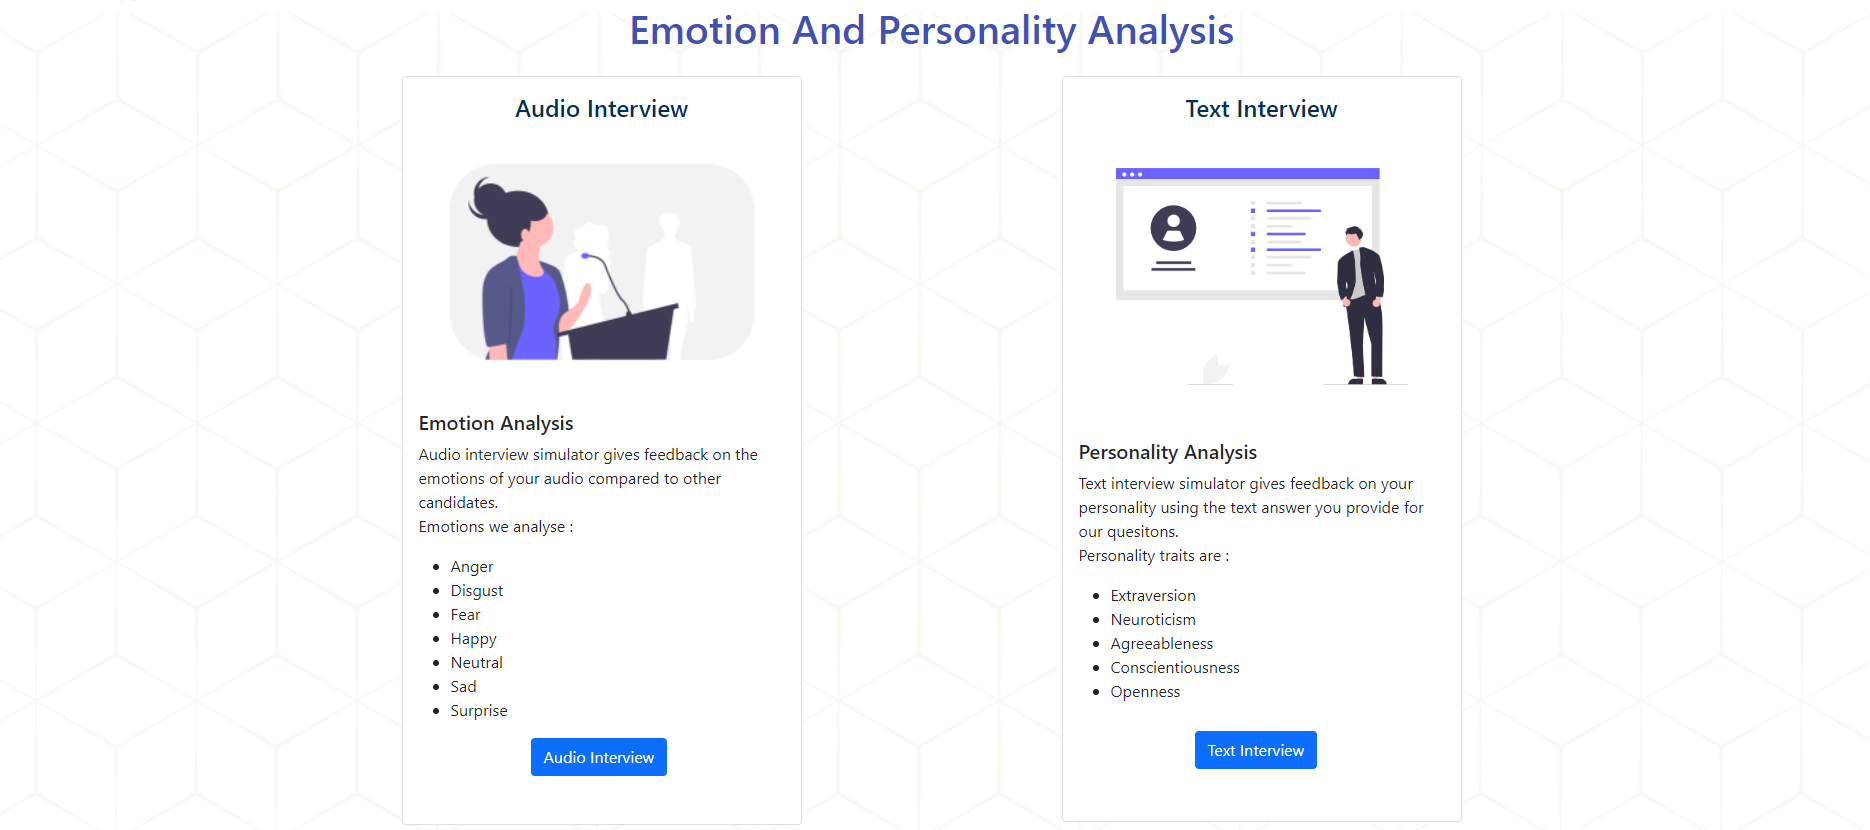 Emotion And Personality Analysis
Audio Interview
Emotion Analysis
Audio interview simulator gives feedback on the
emotions of your audio compared to other
candidates.
Emotions we analyse :
Anger
Disgust
Fear
Happy
Neutral
Sad
Surprise
Audio Interview
Text Interview
Personality Analysis
Text interview simulator gives feedback on your
personality using the text answer you provide for
our quesitons.
Personality traits are :
Extraversion
Neuroticism
Agreeableness
Conscientiousness
Openness
Text Interview